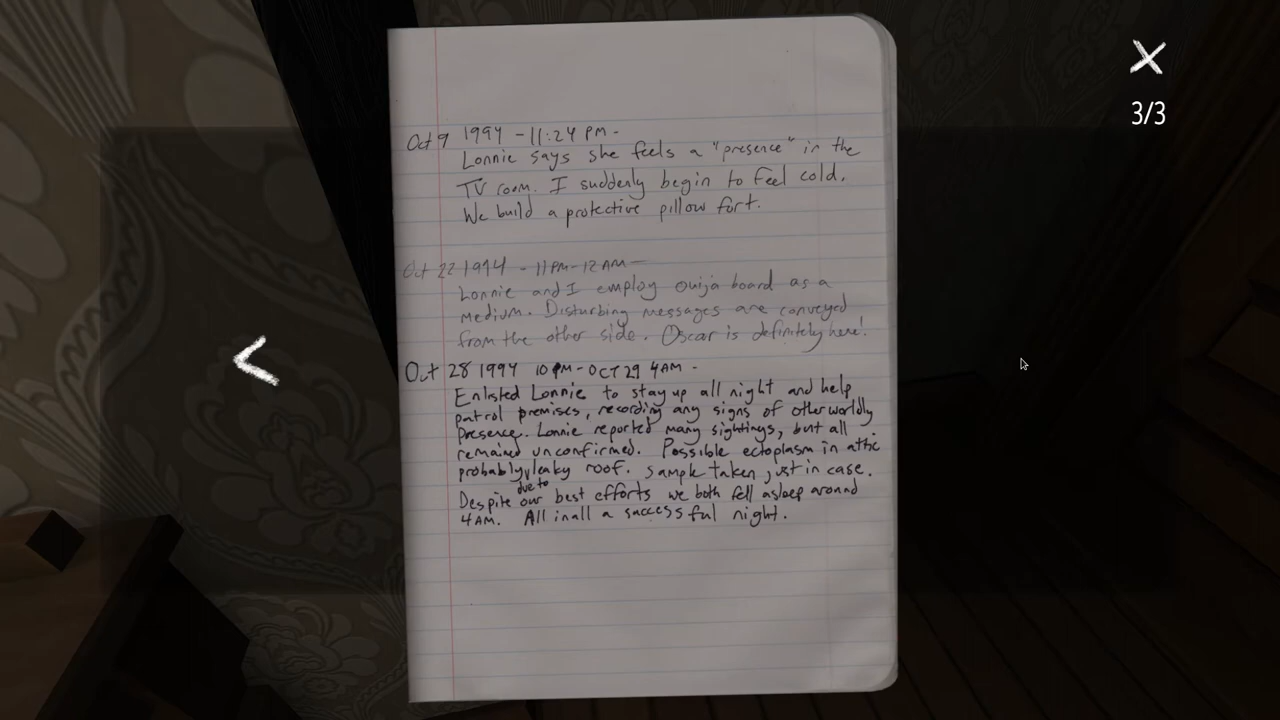 3/3
Oct 9 1994 - 11:24 PM -
Lonnie says she feels a "presence" in the
TV room. I suddenly begin to feel cold.
We build a protective pillow fort.
Oct 22 1994 - 11PM - 12AM -
Lonnie and I employ ouija board as a
medium. Disturbing messages are conveyed
from the other side. Oscar is definitely here!
Oct 28 1994 10PM - OCT 29 4AM -
Enlisted Lonnie to stay up all night and help
patrol premises, recording any signs of otherworldly
presence. Lonnie reported many sightings, but all
remained unconfirmed. Possible ectoplasm in attic
probably leaky roof. Sample taken just in case.
due to
Despite our best efforts we both fell asleep around
4AM. All in all a successful night.